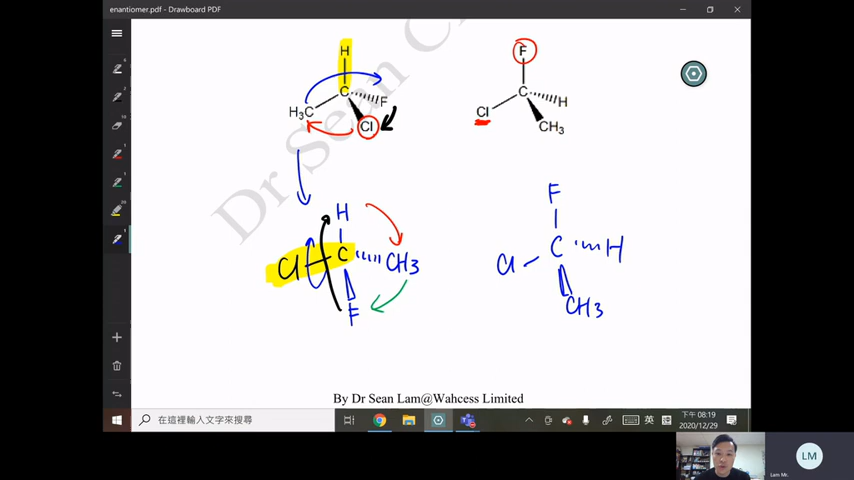 enantiomer.pdf - Drawboard PDF
Dr Sean C
H F
C C
H₃C F Cl H
Cl CH₃
H F
Cl C CH3 Cl C H
F CH3
By Dr Sean Lam@Wahcess Limited
在這裡輸入文字來搜尋
英
下午 08:19
2020/12/29
LM
Lam Mr.